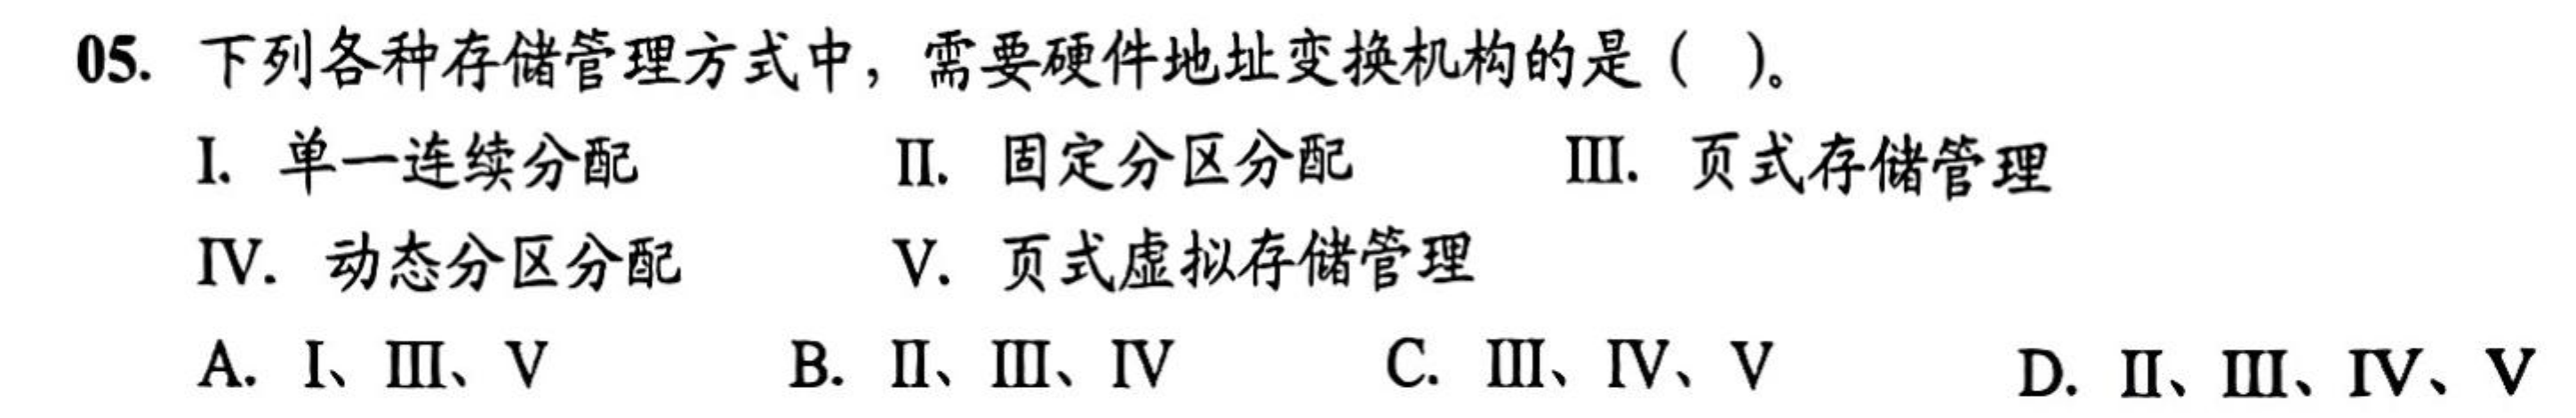 05. 下列各种存储管理方式中，需要硬件地址变换机构的是（ ）。
I. 单一连续分配 II. 固定分区分配 III. 页式存储管理
IV. 动态分区分配 V. 页式虚拟存储管理
A. I、III、V B. II、III、IV C. III、IV、V D. II、III、IV、V